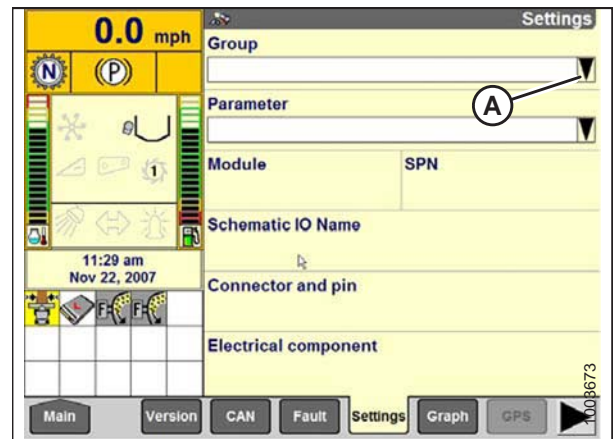 0.0 mph
Settings
Group
N
(P)
A
Parameter
1
Module
SPN
Schematic IO Name
11:29 am
Nov 22, 2007
Connector and pin
F
F
Electrical component
1003673
Main
Version
CAN
Fault
Settings
Graph
GPS